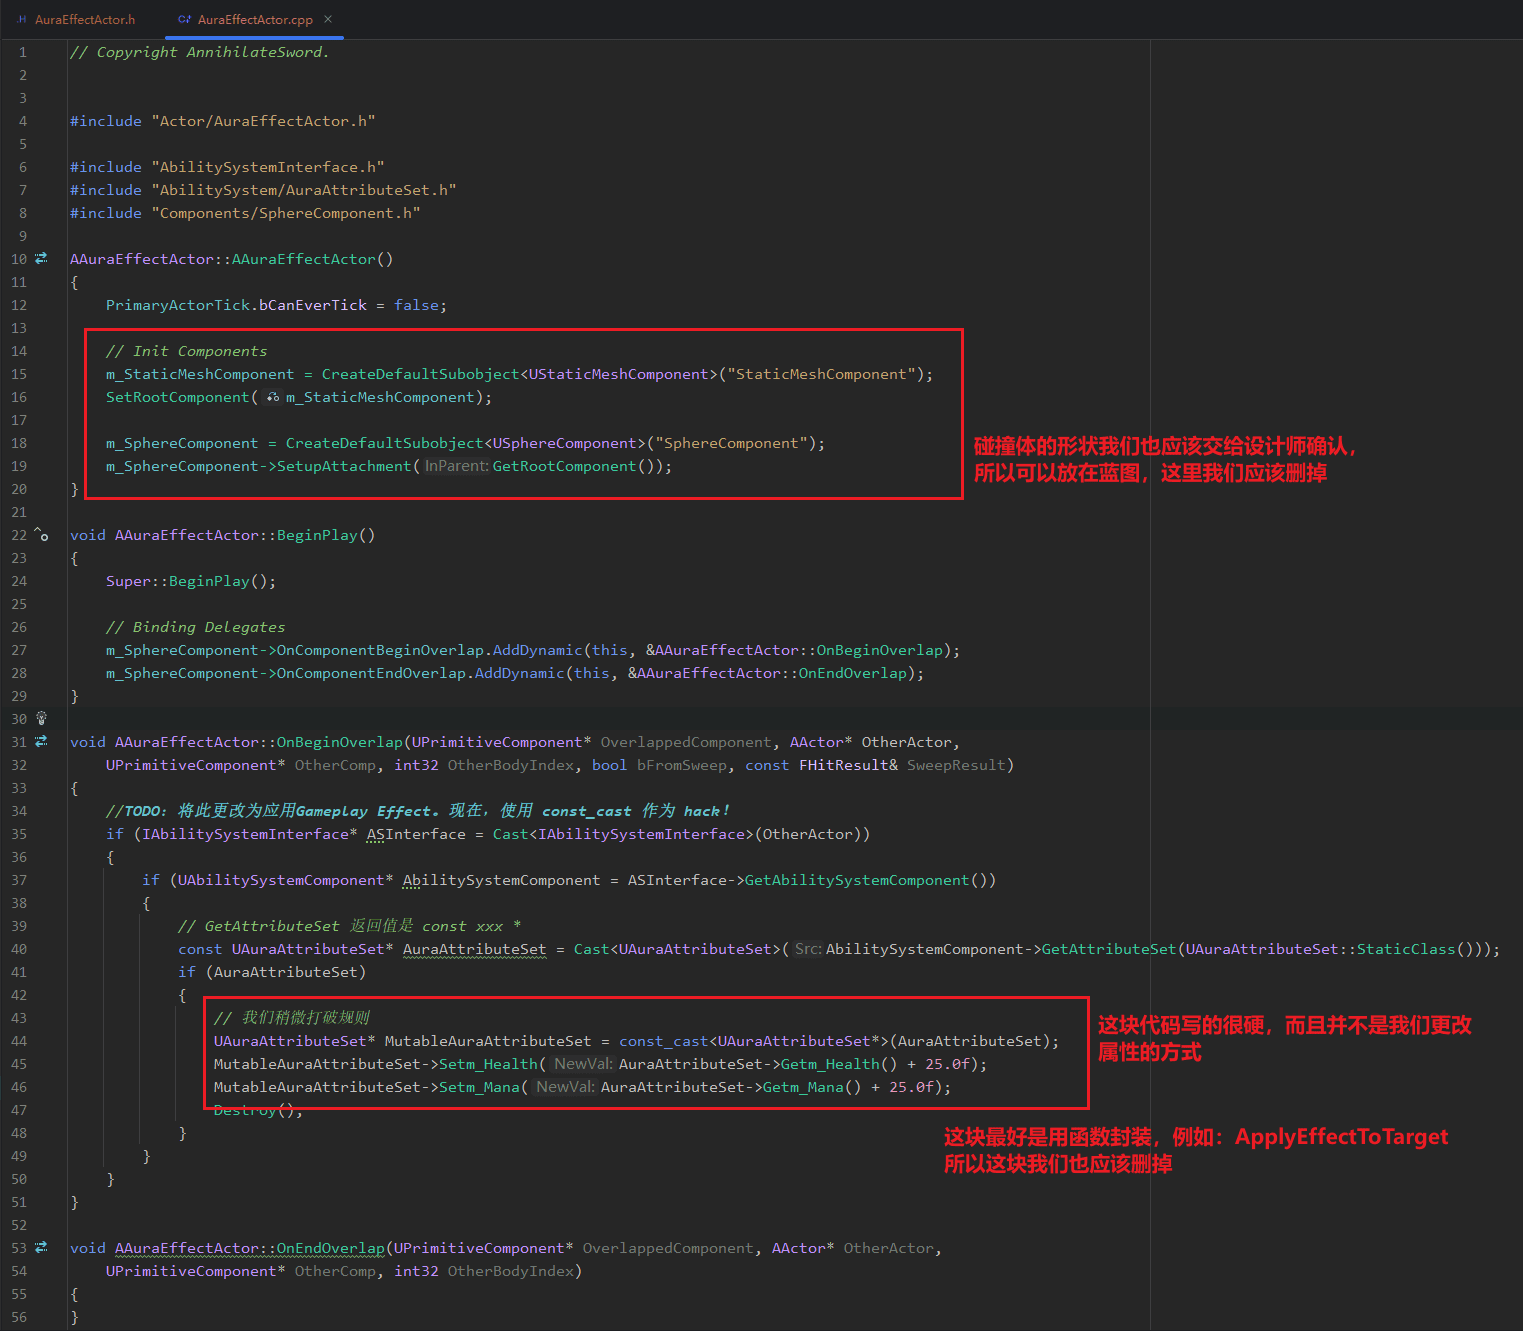 AuraEffectActor.h
C++ AuraEffectActor.cpp ×
1 // Copyright AnnihilateSword.
2
3
4 #include "Actor/AuraEffectActor.h"
5
6 #include "AbilitySystemInterface.h"
7 #include "AbilitySystem/AuraAttributeSet.h"
8 #include "Components/SphereComponent.h"
9
10 AAuraEffectActor::AAuraEffectActor()
11 {
12 PrimaryActorTick.bCanEverTick = false;
13
14 // Init Components
15 m_StaticMeshComponent = CreateDefaultSubobject<UStaticMeshComponent>("StaticMeshComponent");
16 SetRootComponent(m_StaticMeshComponent);
17
18 m_SphereComponent = CreateDefaultSubobject<USphereComponent>("SphereComponent");
19 m_SphereComponent->SetupAttachment(InParent:GetRootComponent());
20 }
碰撞体的形状我们也应该交给设计师确认，
所以可以放在蓝图，这里我们应该删掉
21
22 void AAuraEffectActor::BeginPlay()
23 {
24 Super::BeginPlay();
25
26 // Binding Delegates
27 m_SphereComponent->OnComponentBeginOverlap.AddDynamic(this, &AAuraEffectActor::OnBeginOverlap);
28 m_SphereComponent->OnComponentEndOverlap.AddDynamic(this, &AAuraEffectActor::OnEndOverlap);
29 }
30
31 void AAuraEffectActor::OnBeginOverlap(UPrimitiveComponent* OverlappedComponent, AActor* OtherActor,
32 UPrimitiveComponent* OtherComp, int32 OtherBodyIndex, bool bFromSweep, const FHitResult& SweepResult)
33 {
34 //TODO: 将此更改为应用Gameplay Effect。现在，使用 const_cast 作为 hack！
35 if (IAbilitySystemInterface* ASInterface = Cast<IAbilitySystemInterface>(OtherActor))
36 {
37 if (UAbilitySystemComponent* AbilitySystemComponent = ASInterface->GetAbilitySystemComponent())
38 {
39 // GetAttributeSet 返回值是 const xxx *
40 const UAuraAttributeSet* AuraAttributeSet = Cast<UAuraAttributeSet>(Src:AbilitySystemComponent->GetAttributeSet(UAuraAttributeSet::StaticClass()));
41 if (AuraAttributeSet)
42 {
43 // 我们稍微打破规则
44 UAuraAttributeSet* MutableAuraAttributeSet = const_cast<UAuraAttributeSet*>(AuraAttributeSet);
45 MutableAuraAttributeSet->Setm_Health(NewVal:AuraAttributeSet->Getm_Health() + 25.0f);
46 MutableAuraAttributeSet->Setm_Mana(NewVal:AuraAttributeSet->Getm_Mana() + 25.0f);
47 Destroy();
这块代码写的很硬，而且并不是我们更改
属性的方式
48 }
49 }
50 }
51 }
这块最好是用函数封装，例如：ApplyEffectToTarget
所以这块我们也应该删掉
52
53 void AAuraEffectActor::OnEndOverlap(UPrimitiveComponent* OverlappedComponent, AActor* OtherActor,
54 UPrimitiveComponent* OtherComp, int32 OtherBodyIndex)
55 {
56 }